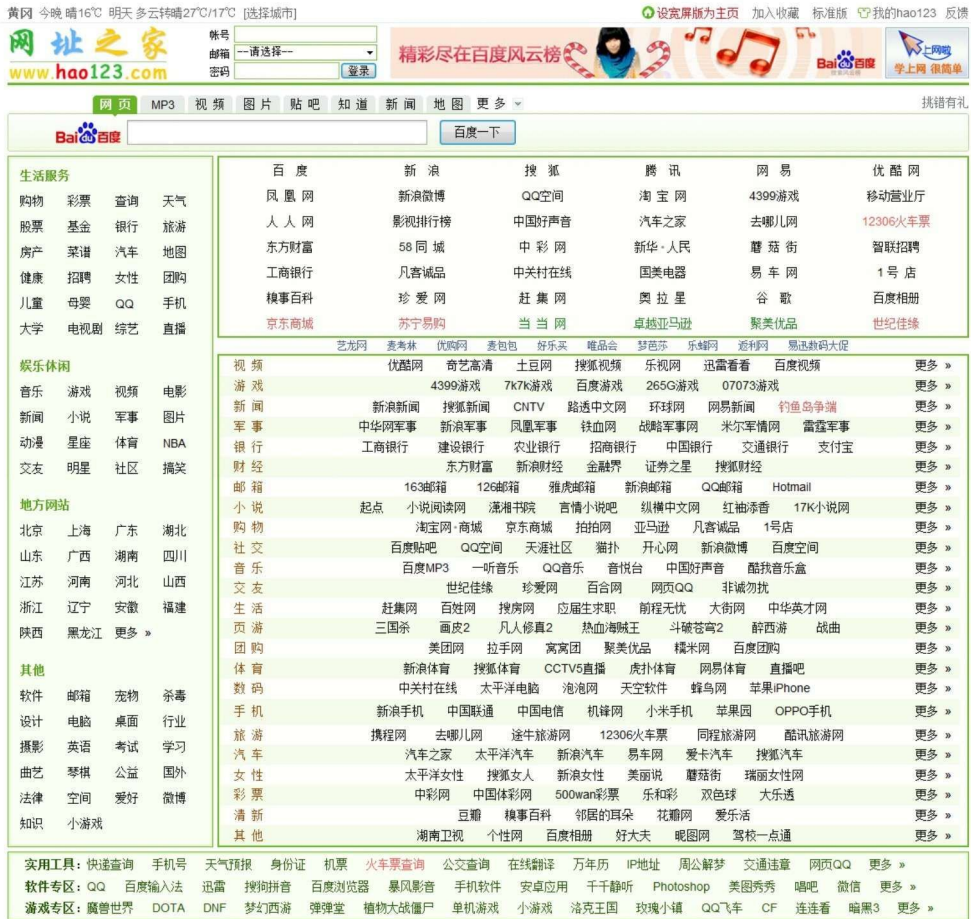 黄冈 今晚 晴16℃ 明天 多云转晴27℃/17℃ [选择城市] 设宽屏版为主页 加入收藏 标准版 我的hao123 反馈
网址之家
www.hao123.com
帐号
邮箱 --请选择--
密码 登录
精彩尽在百度风云榜 Bai du 百度
上网啦
学上网 很简单
网页 MP3 视频 图片 贴吧 知道 新闻 地图 更多 挑错有礼
Bai du 百度 百度一下
生活服务
购物 彩票 查询 天气
股票 基金 银行 旅游
房产 菜谱 汽车 地图
健康 招聘 女性 团购
儿童 母婴 QQ 手机
大学 电视剧 综艺 直播
娱乐休闲
音乐 游戏 视频 电影
新闻 小说 军事 图片
动漫 星座 体育 NBA
交友 明星 社区 搞笑
地方网站
北京 上海 广东 湖北
山东 广西 湖南 四川
江苏 河南 河北 山西
浙江 辽宁 安徽 福建
陕西 黑龙江 更多 »
其他
软件 邮箱 宠物 杀毒
设计 电脑 桌面 行业
摄影 英语 考试 学习
曲艺 琴棋 公益 国外
法律 空间 爱好 微博
知识 小游戏
百度 新浪 搜狐 腾讯 网易 优酷网
凤凰网 新浪微博 QQ空间 淘宝网 4399游戏 移动营业厅
人人网 影视排行榜 中国好声音 汽车之家 去哪儿网 12306火车票
东方财富 58同城 中彩网 新华·人民 蘑菇街 智联招聘
工商银行 凡客诚品 中关村在线 国美电器 易车网 1号店
糗事百科 珍爱网 赶集网 奥拉星 谷歌 百度相册
京东商城 苏宁易购 当当网 卓越亚马逊 聚美优品 世纪佳缘
艺龙网 麦考林 优购网 麦包包 好乐买 唯品会 梦芭莎 乐蜂网 返利网 易迅数码大促
视频 优酷网 奇艺高清 土豆网 搜狐视频 乐视网 迅雷看看 百度视频 更多 »
游戏 4399游戏 7k7k游戏 百度游戏 265G游戏 07073游戏 更多 »
新闻 新浪新闻 搜狐新闻 CNTV 路透中文网 环球网 网易新闻 钓鱼岛争端 更多 »
军事 中华网军事 新浪军事 凤凰军事 铁血网 战略军事网 米尔军情网 雷霆军事 更多 »
银行 工商银行 建设银行 农业银行 招商银行 中国银行 交通银行 支付宝 更多 »
财经 东方财富 新浪财经 金融界 证券之星 搜狐财经 更多 »
邮箱 163邮箱 126邮箱 雅虎邮箱 新浪邮箱 QQ邮箱 Hotmail 更多 »
小说 起点 小说阅读网 潇湘书院 言情小说吧 纵横中文网 红袖添香 17K小说网 更多 »
购物 淘宝网·商城 京东商城 拍拍网 亚马逊 凡客诚品 1号店 更多 »
社交 百度贴吧 QQ空间 天涯社区 猫扑 开心网 新浪微博 百度空间 更多 »
音乐 百度MP3 一听音乐 QQ音乐 音悦台 中国好声音 酷我音乐盒 更多 »
交友 世纪佳缘 珍爱网 百合网 网页QQ 非诚勿扰 更多 »
生活 赶集网 百姓网 搜房网 应届生求职 前程无忧 大街网 中华英才网 更多 »
页游 三国杀 画皮2 凡人修真2 热血海贼王 斗破苍穹2 醉西游 战曲 更多 »
团购 美团网 拉手网 窝窝团 聚美优品 糯米网 百度团购 更多 »
体育 新浪体育 搜狐体育 CCTV5直播 虎扑体育 网易体育 直播吧 更多 »
数码 中关村在线 太平洋电脑 泡泡网 天空软件 蜂鸟网 苹果iPhone 更多 »
手机 新浪手机 中国联通 中国电信 机锋网 小米手机 苹果园 OPPO手机 更多 »
旅游 携程网 去哪儿网 途牛旅游网 12306火车票 同程旅游网 酷讯旅游网 更多 »
汽车 汽车之家 太平洋汽车 新浪汽车 易车网 爱卡汽车 搜狐汽车 更多 »
女性 太平洋女性 搜狐女人 新浪女性 美丽说 蘑菇街 瑞丽女性网 更多 »
彩票 中彩网 中国体彩网 500wan彩票 乐和彩 双色球 大乐透 更多 »
清新 豆瓣 糗事百科 邻居的耳朵 花瓣网 爱乐活 更多 »
其他 湖南卫视 个性网 百度相册 好大夫 昵图网 驾校一点通 更多 »
实用工具: 快递查询 手机号 天气预报 身份证 机票 火车票查询 公交查询 在线翻译 万年历 IP地址 周公解梦 交通违章 网页QQ 更多 »
软件专区: QQ 百度输入法 迅雷 搜狗拼音 百度浏览器 暴风影音 手机软件 安卓应用 千千静听 Photoshop 美图秀秀 唱吧 微信 更多 »
游戏专区: 魔兽世界 DOTA DNF 梦幻西游 弹弹堂 植物大战僵尸 单机游戏 小游戏 洛克王国 玫瑰小镇 QQ飞车 CF 连连看 暗黑3 更多 »